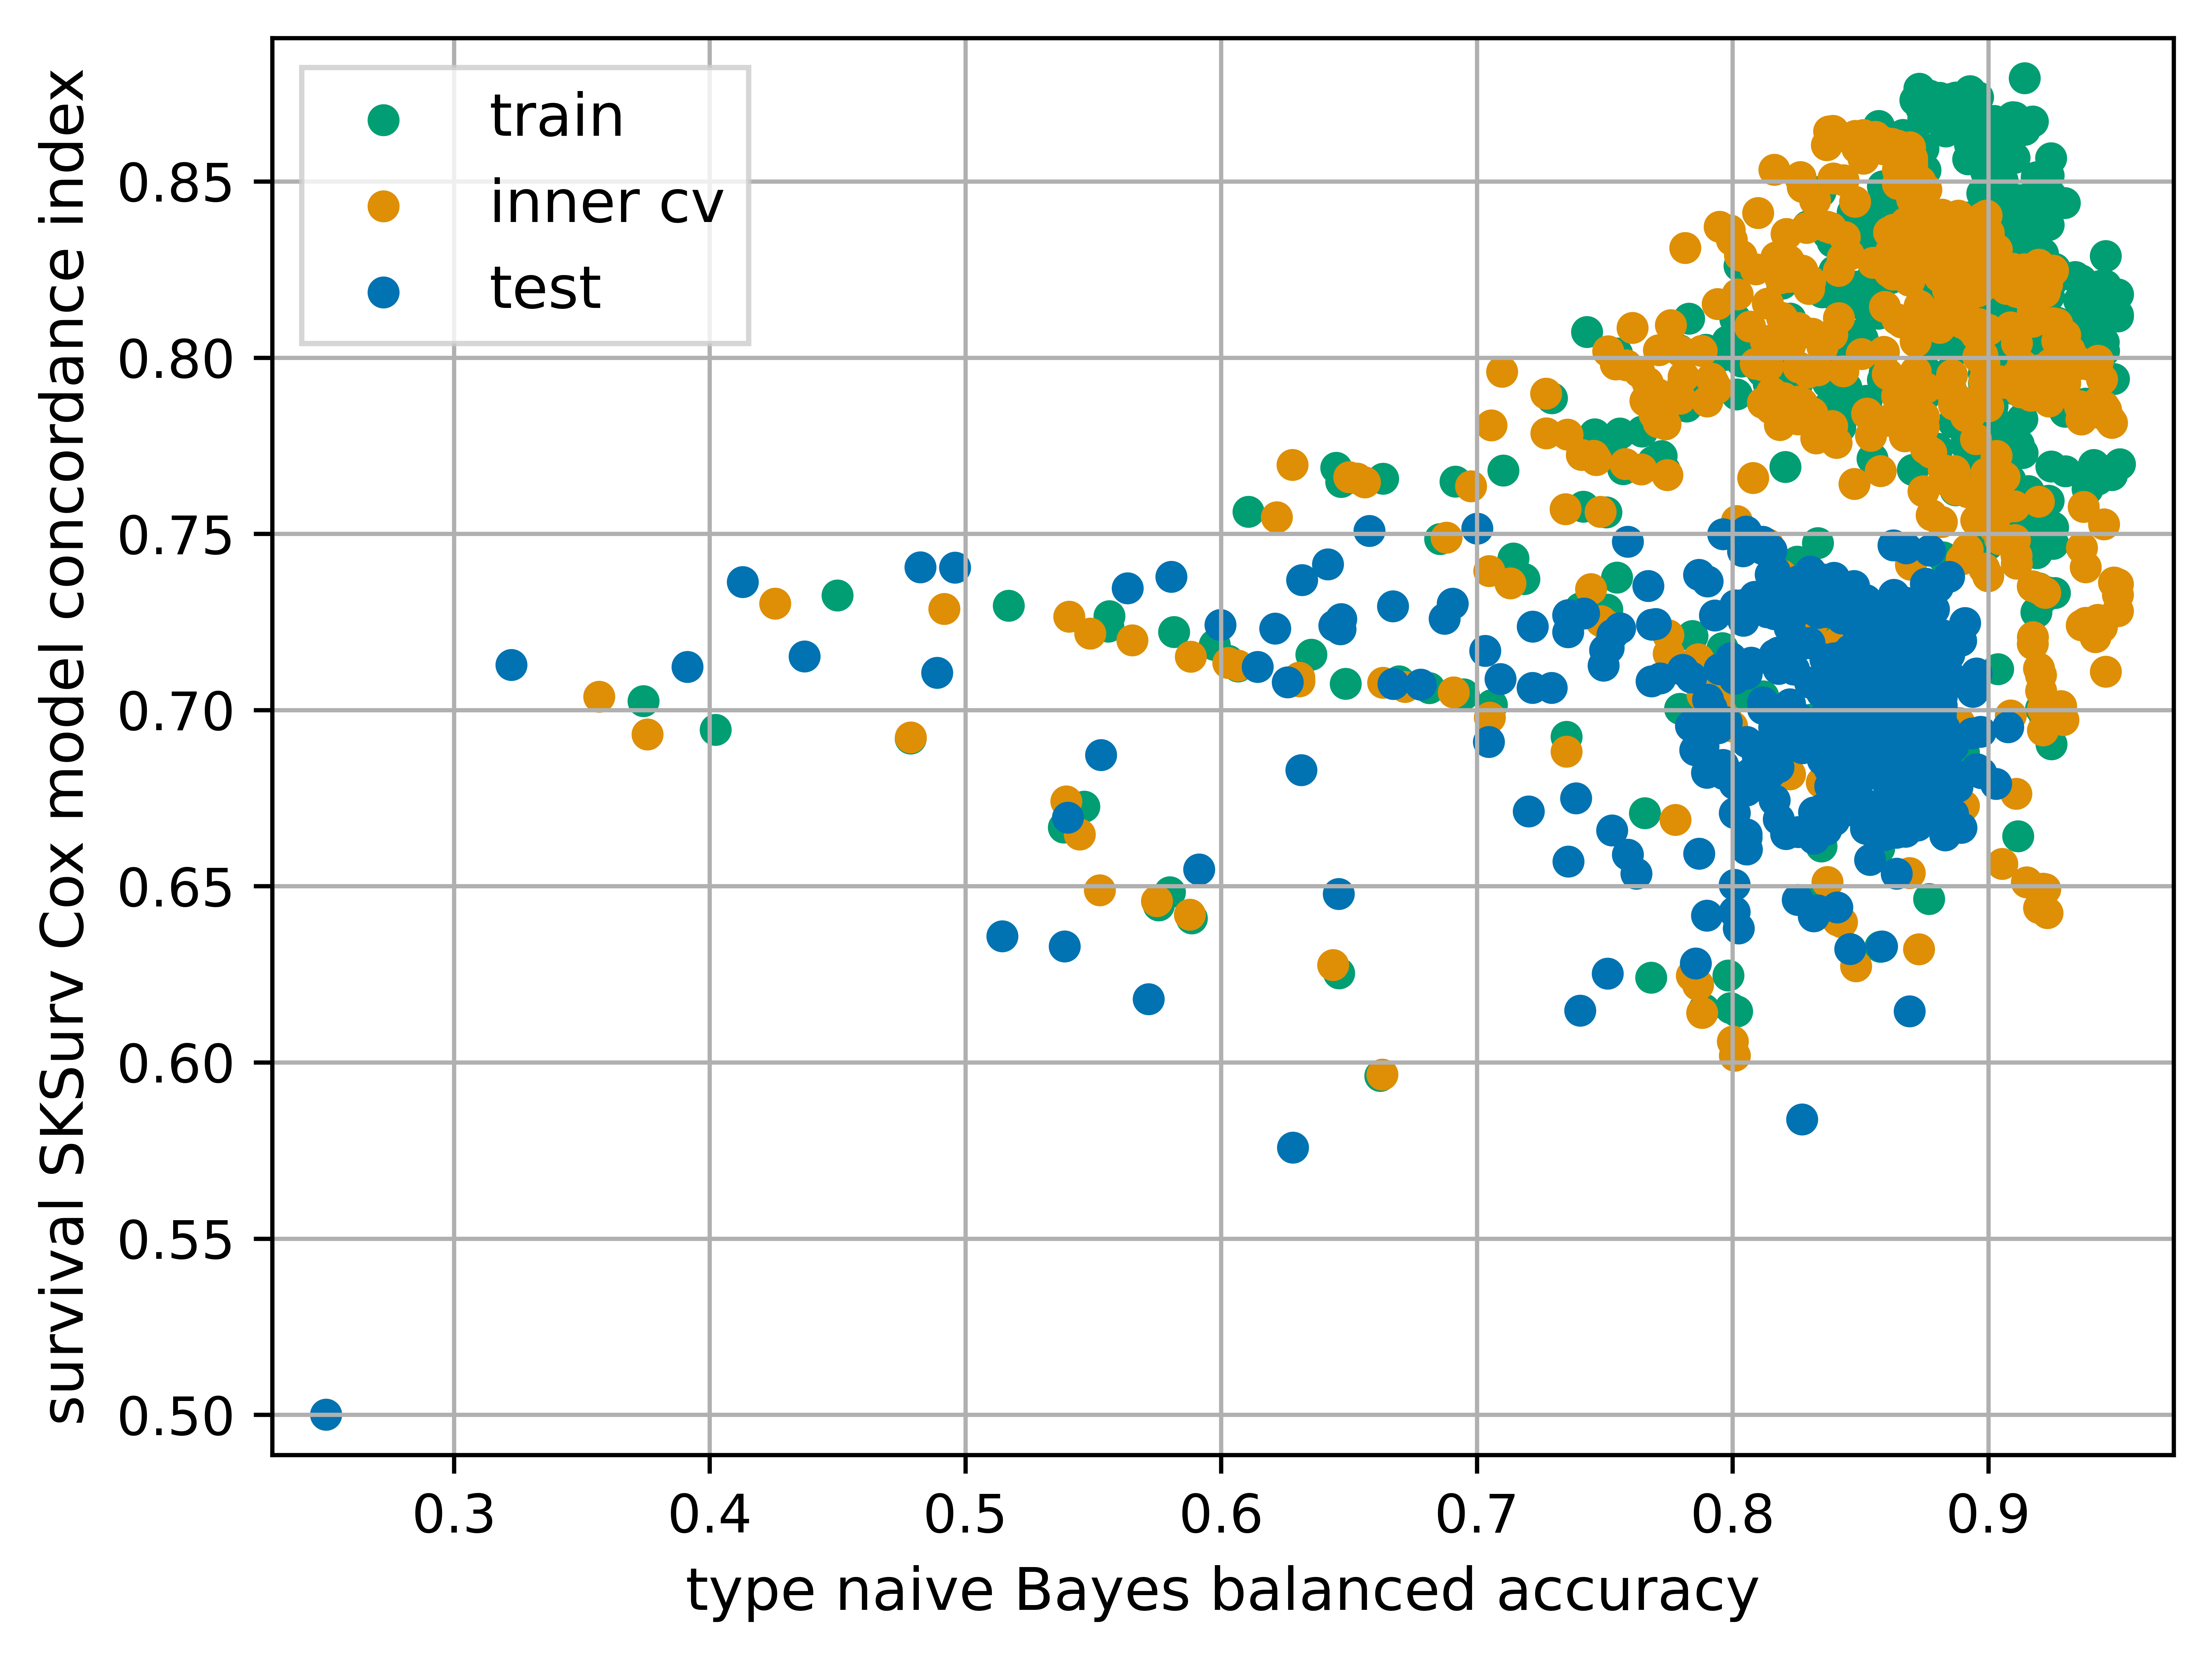 train
inner cv
test
survival SKSurv Cox model concordance index
0.85
0.80
0.75
0.70
0.65
0.60
0.55
0.50
0.3 0.4 0.5 0.6 0.7 0.8 0.9
type naive Bayes balanced accuracy